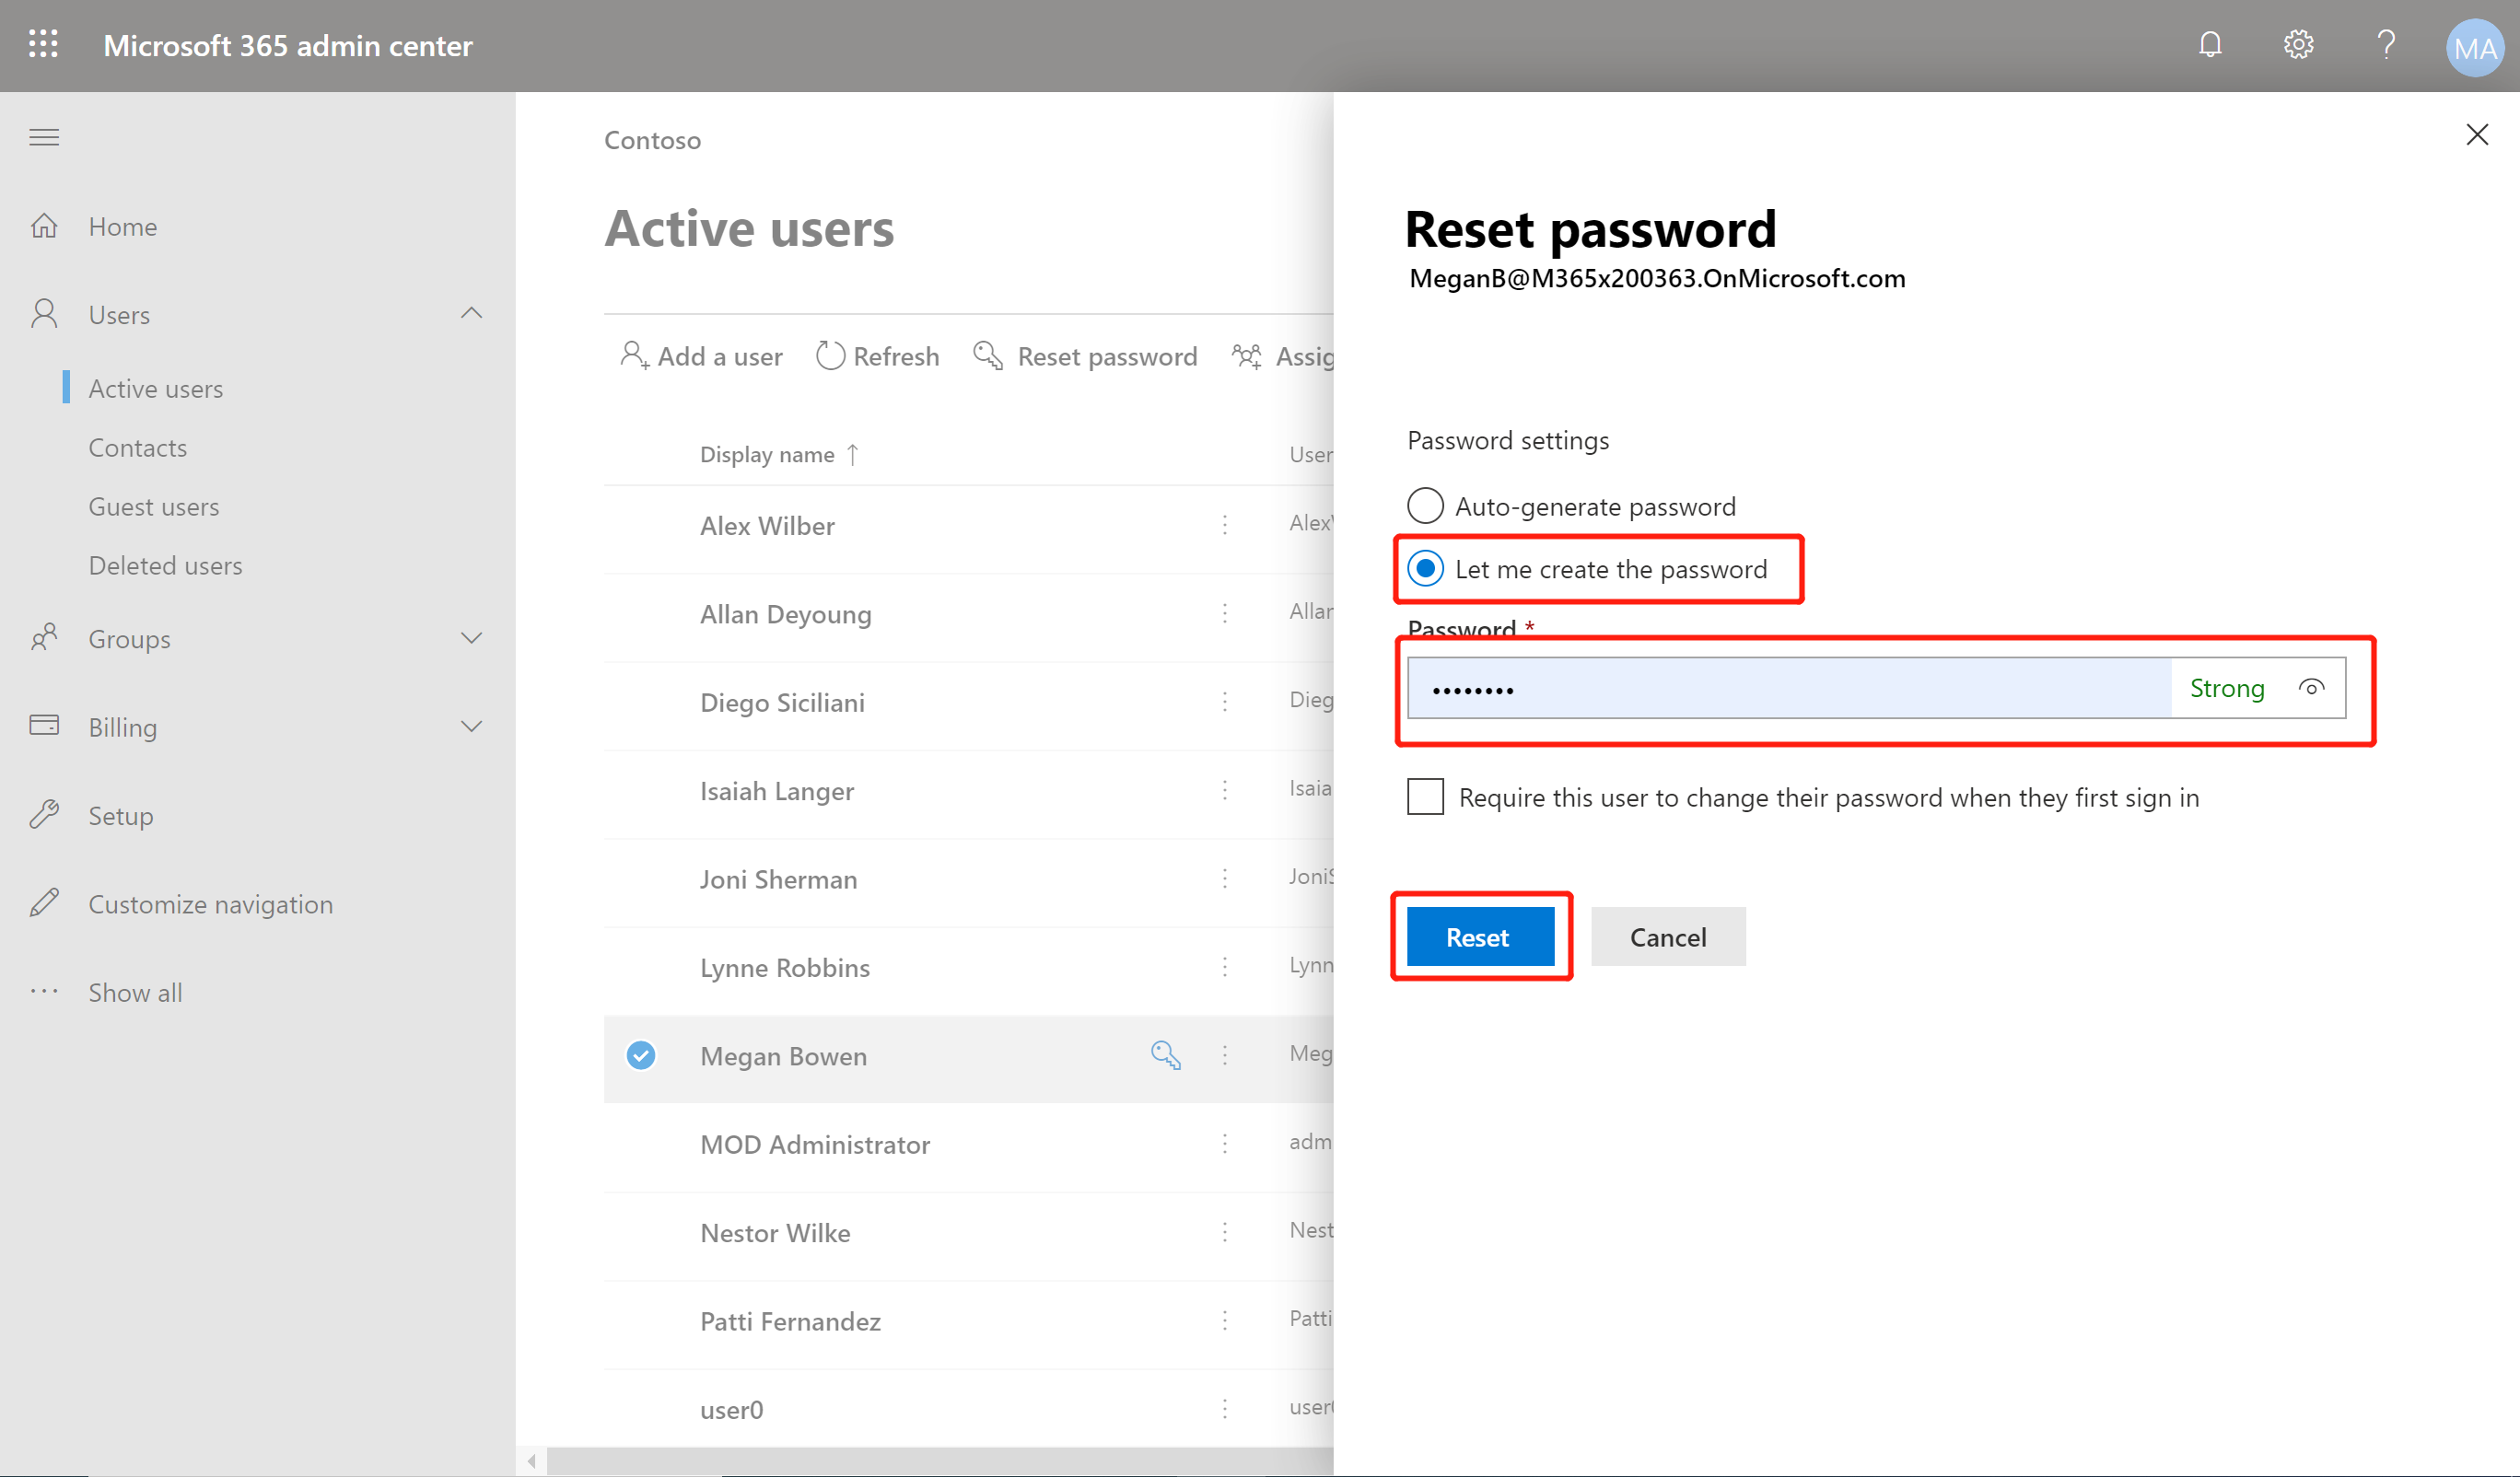 Microsoft 365 admin center
MA
Home
Users
Active users
Contacts
Guest users
Deleted users
Groups
Billing
Setup
Customize navigation
Show all
Contoso
Active users
Add a user Refresh Reset password Assig
Display name ↑ User
Alex Wilber AlexW
Allan Deyoung Allan
Diego Siciliani Dieg
Isaiah Langer Isaia
Joni Sherman JoniS
Lynne Robbins Lynn
Megan Bowen Meg
MOD Administrator adm
Nestor Wilke Nest
Patti Fernandez Patti
user0 user0
Reset password
MeganB@M365x200363.OnMicrosoft.com
Password settings
Auto-generate password
Let me create the password
Password *
•••••••• Strong
Require this user to change their password when they first sign in
Reset Cancel